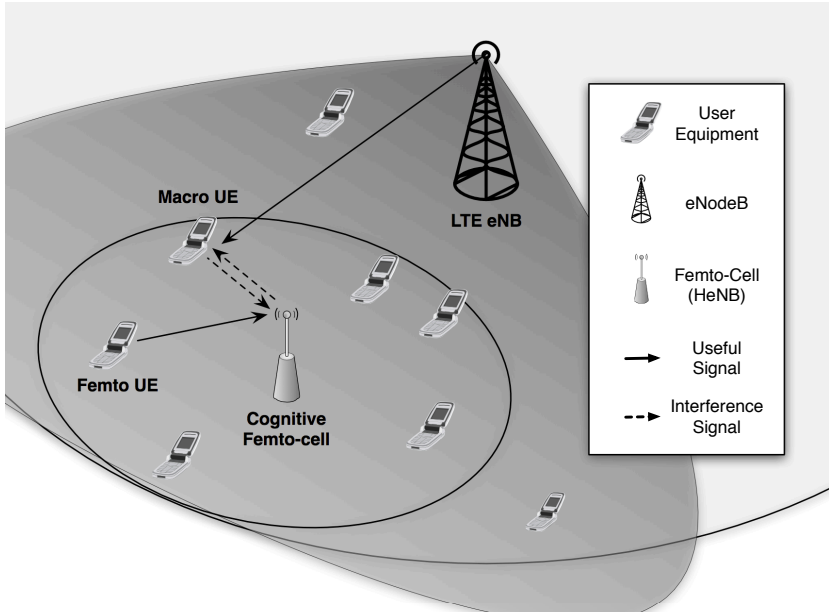 Macro UE
LTE eNB
Femto UE
Cognitive
Femto-cell
User
Equipment
eNodeB
Femto-Cell
(HeNB)
Useful
Signal
Interference
Signal